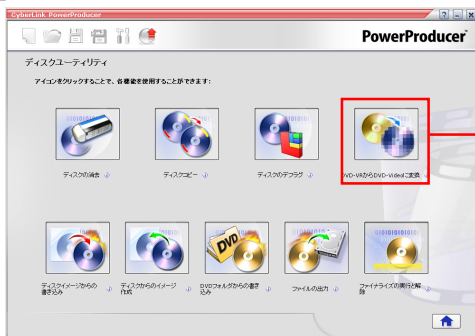 CyberLink PowerProducer
PowerProducer
ディスクユーティリティ
アイコンをクリックすることで、各機能を使用することができます:
ディスクの消去
ディスクコピー
ディスクのデフラグ
DVD-VRからDVD-Videoに変換
ディスクイメージからの
書き込み
ディスクからのイメージ
作成
DVD
DVDフォルダからの書き
込み
ファイルの出力
ファイナライズの実行と解
除